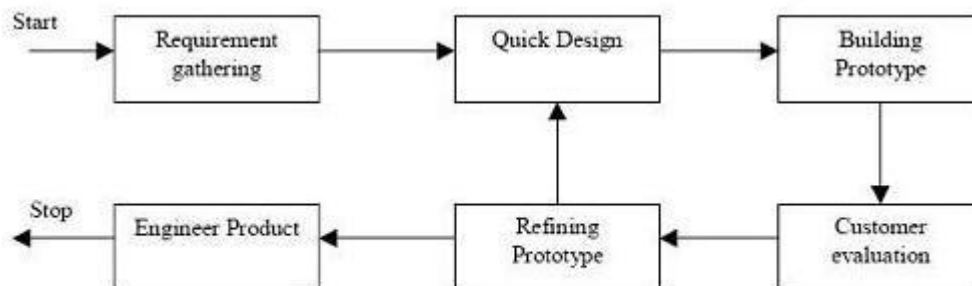 Start
Requirement
gathering
Quick Design
Building
Prototype
Stop
Engineer Product
Refining
Prototype
Customer
evaluation